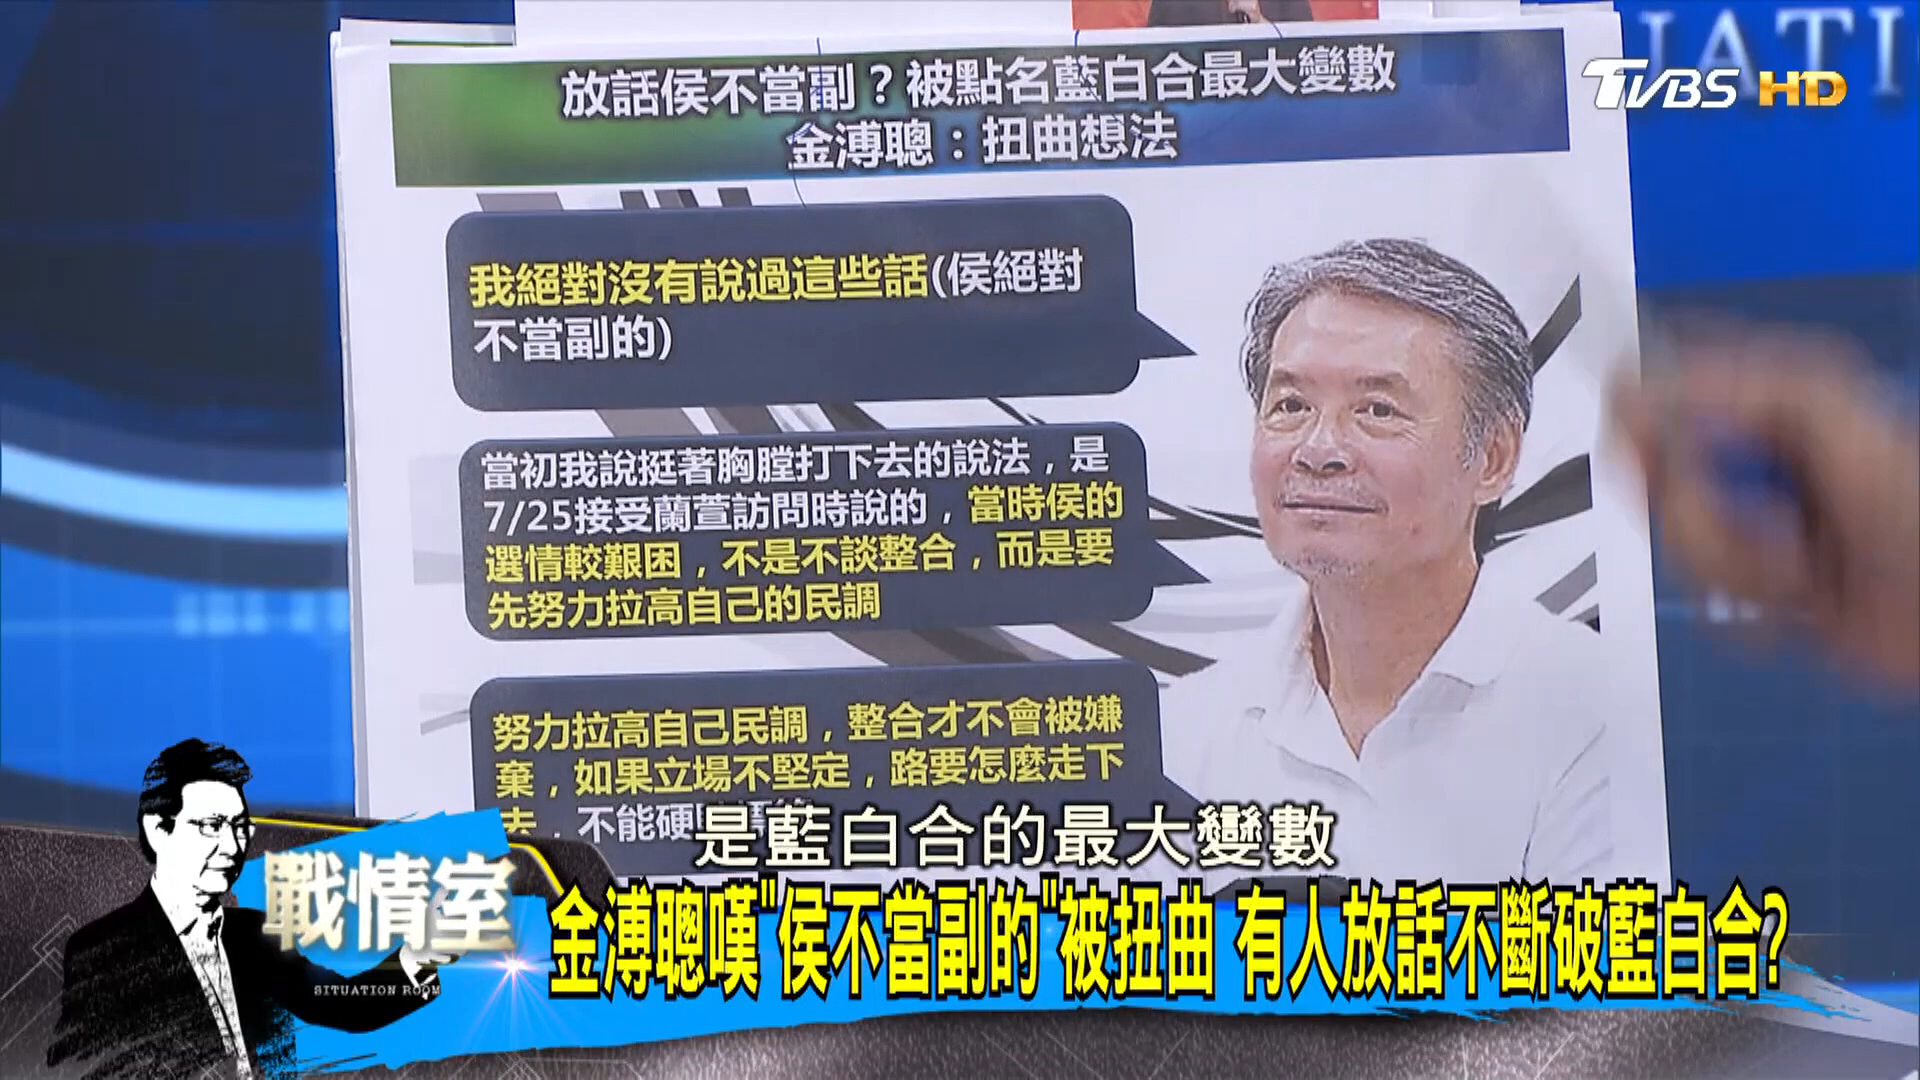 NATI
TVBS HD
放話侯不當副？被點名藍白合最大變數
金溥聰：扭曲想法
我絕對沒有說過這些話(侯絕對
不當副的)
當初我說挺著胸膛打下去的說法，是
7/25接受蘭萱訪問時說的，當時侯的
選情較艱困，不是不談整合，而是要
先努力拉高自己的民調
努力拉高自己民調，整合才不會被嫌
棄，如果立場不堅定，路要怎麼走下
去，不能硬
是藍白合的最大變數
戰情室
SITUATION ROOM
金溥聰嘆"侯不當副的"被扭曲 有人放話不斷破藍白合?